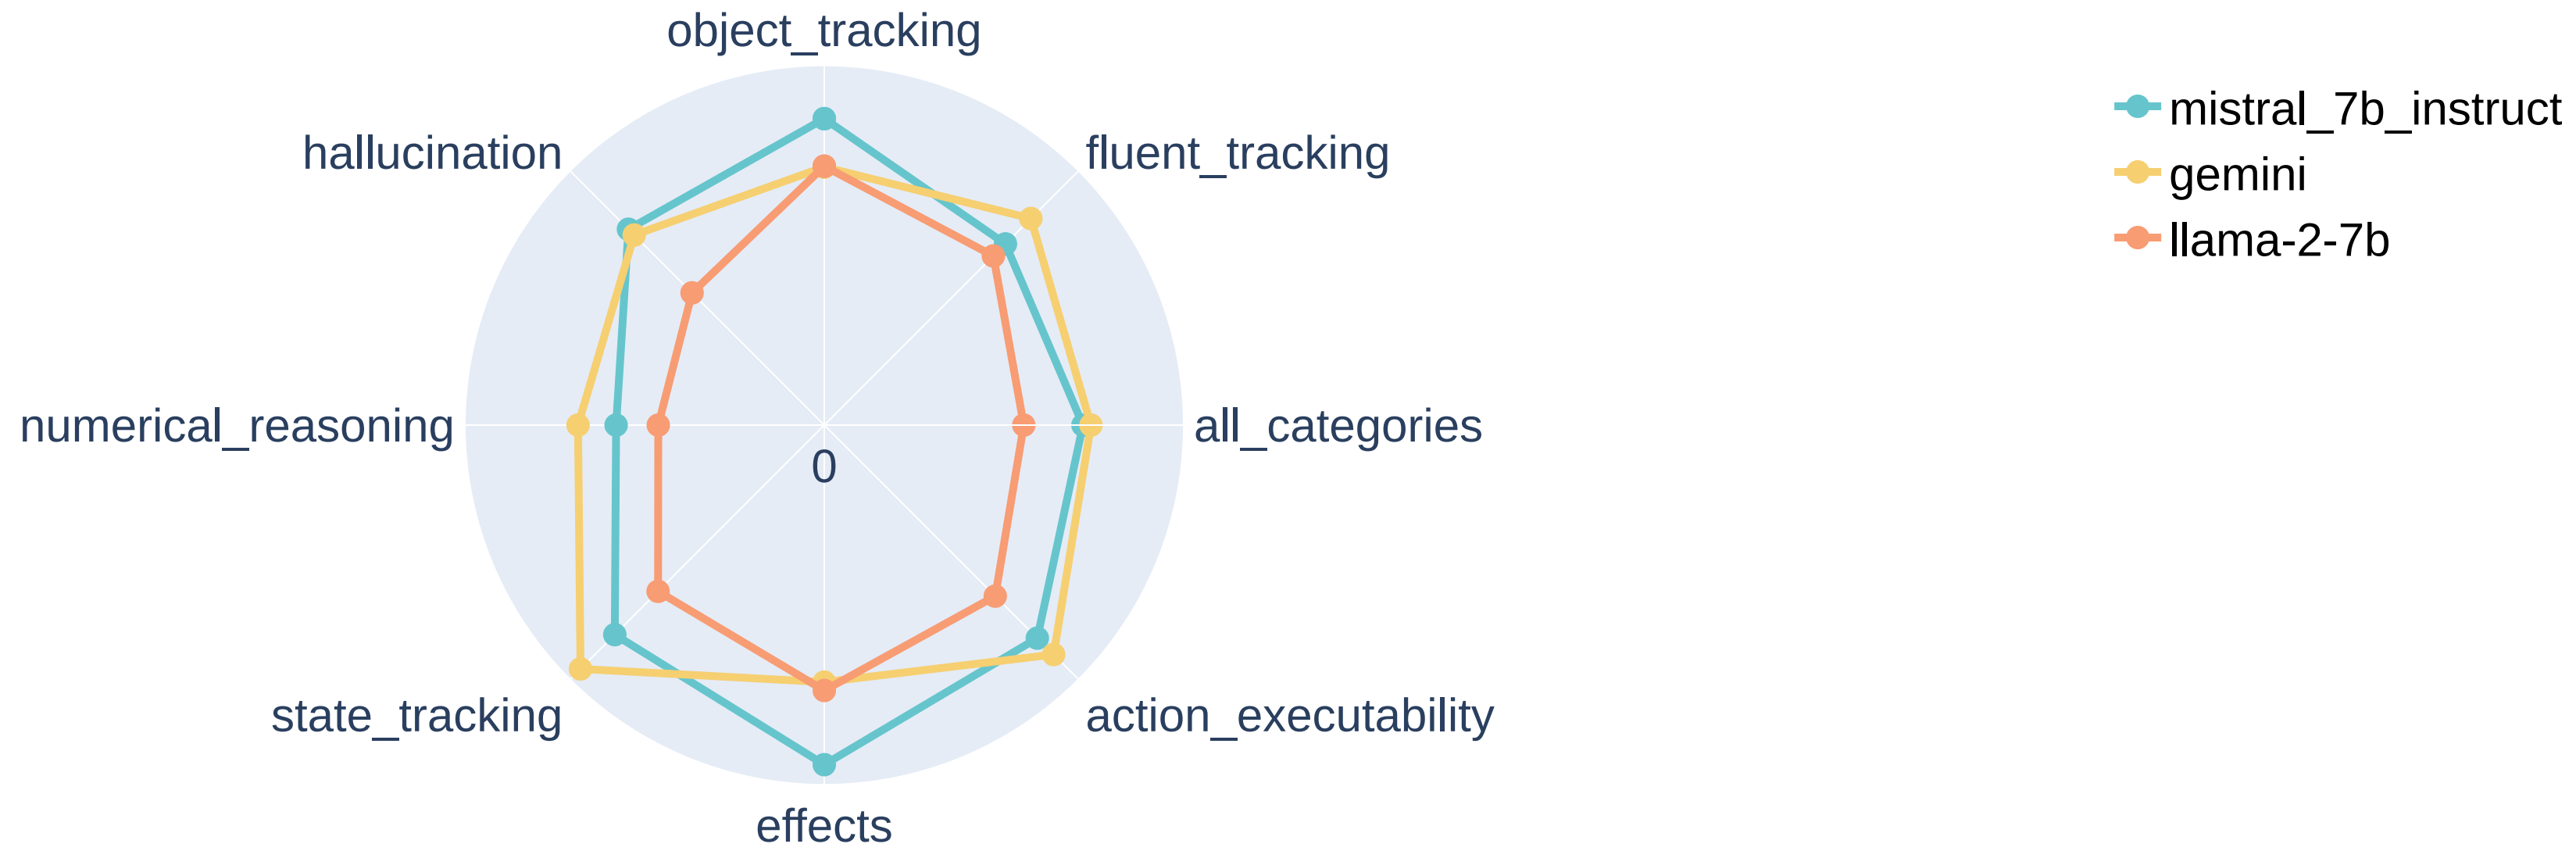 object_tracking
hallucination
fluent_tracking
numerical_reasoning
all_categories
0
state_tracking
action_executability
effects
mistral_7b_instruct
gemini
llama-2-7b